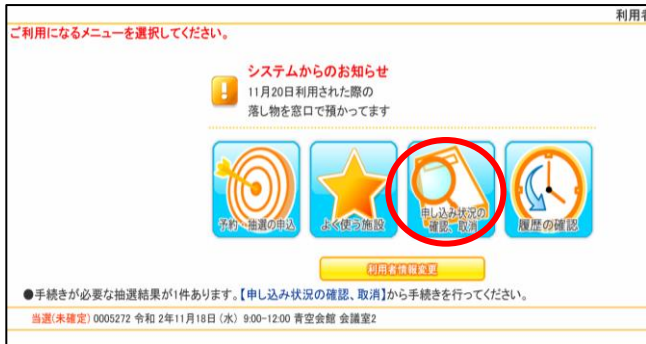 利用者
ご利用になるメニューを選択してください。
システムからのお知らせ
11月20日利用された際の
落し物を窓口で預かってます
予約・抽選の申込
よく使う施設
申し込み状況の
確認、取消
履歴の確認
利用者情報変更
●手続きが必要な抽選結果が1件あります。【申し込み状況の確認、取消】から手続きを行ってください。
当選(未確定) 0005272 令和 2年11月18日 (水) 9:00-12:00 青空会館 会議室2